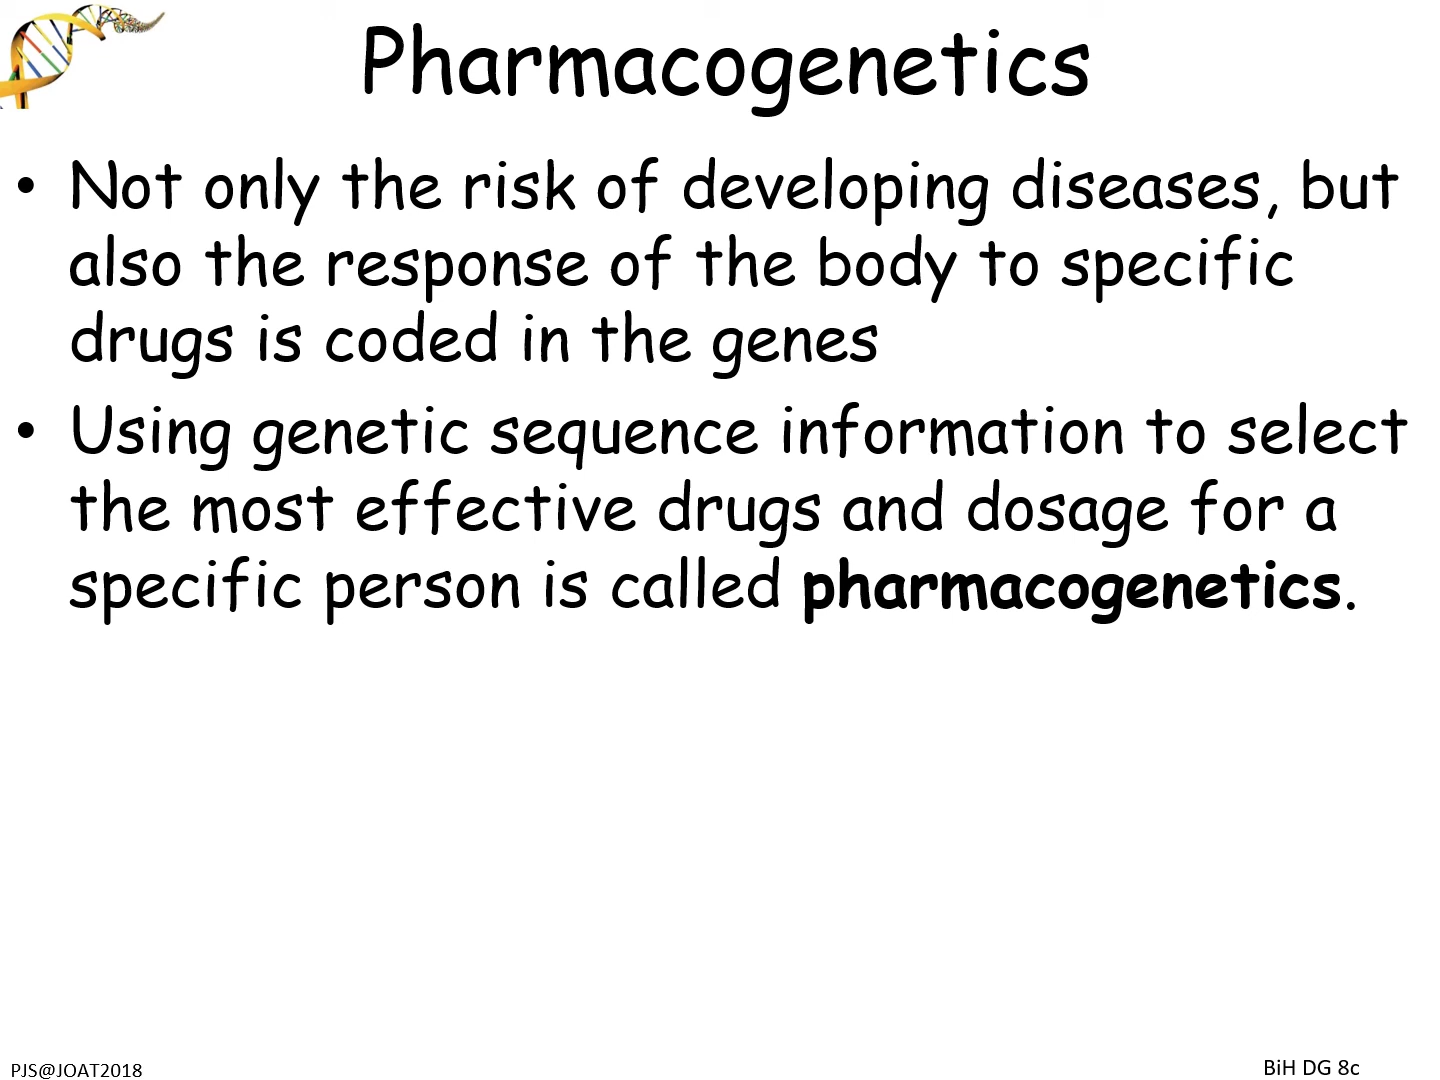 Pharmacogenetics
• Not only the risk of developing diseases, but
also the response of the body to specific
drugs is coded in the genes
• Using genetic sequence information to select
the most effective drugs and dosage for a
specific person is called pharmacogenetics.
PJS@JOAT2018
BiH DG 8c